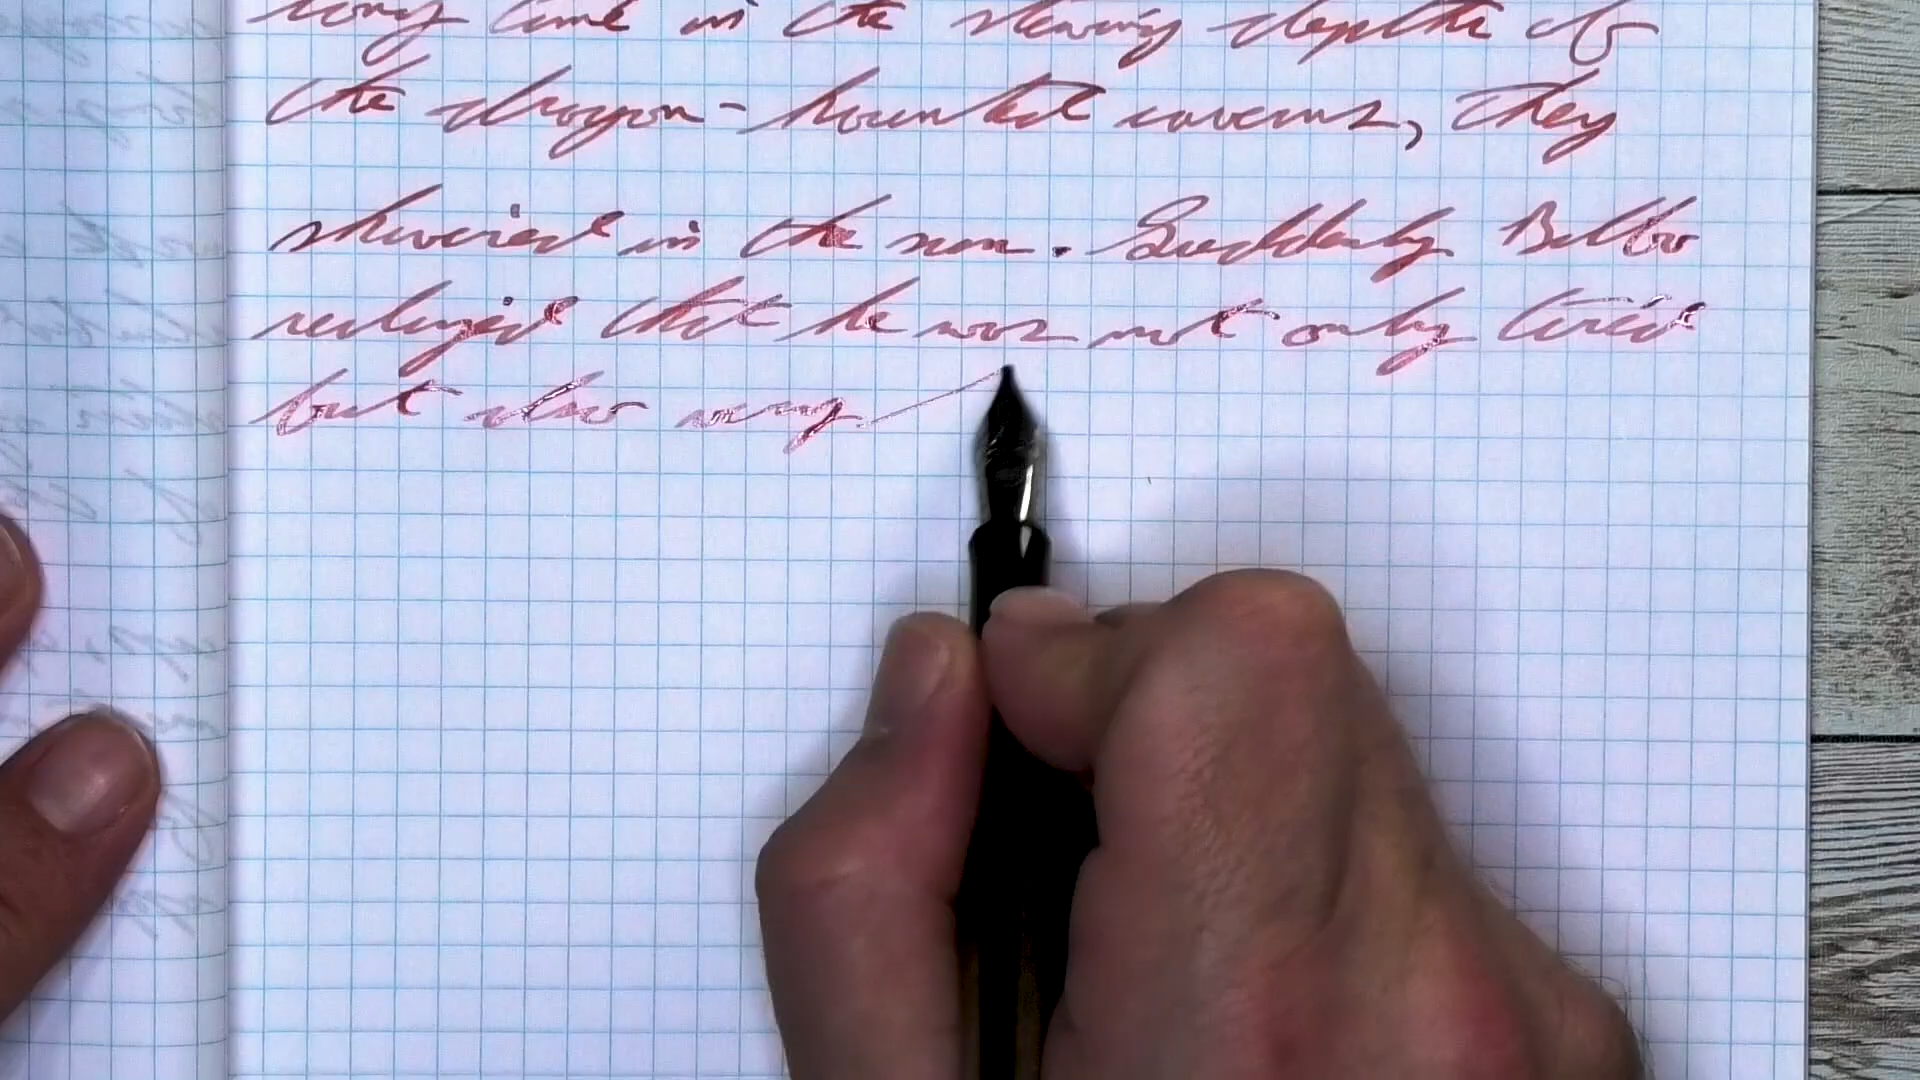 long time in the stewing depths of
the dragon-haunted caverns, they
shivered in the sun. Suddenly Bilbo
realized that he was not only tired
but also very